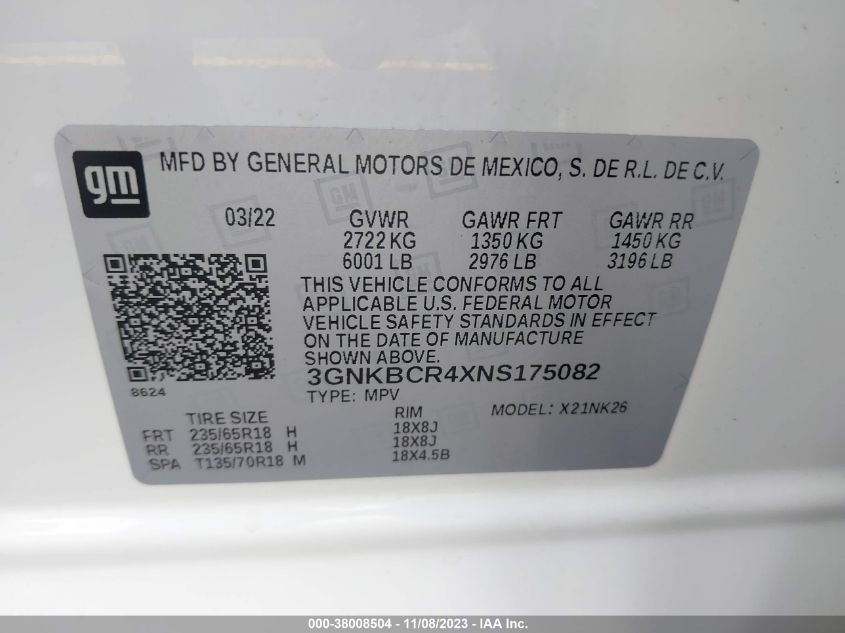 gm
MFD BY GENERAL MOTORS DE MEXICO, S. DE R.L. DE C.V.
03/22 GVWR GAWR FRT GAWR RR
2722 KG 1350 KG 1450 KG
6001 LB 2976 LB 3196 LB
THIS VEHICLE CONFORMS TO ALL
APPLICABLE U.S. FEDERAL MOTOR
VEHICLE SAFETY STANDARDS IN EFFECT
ON THE DATE OF MANUFACTURE
SHOWN ABOVE.
8624
3GNKBCR4XNS175082
TYPE: MPV
TIRE SIZE RIM MODEL: X21NK26
FRT 235/65R18 H 18X8J
RR 235/65R18 H 18X8J
SPA T135/70R18 M 18X4.5B
000-38008504 - 11/08/2023 - IAA Inc.